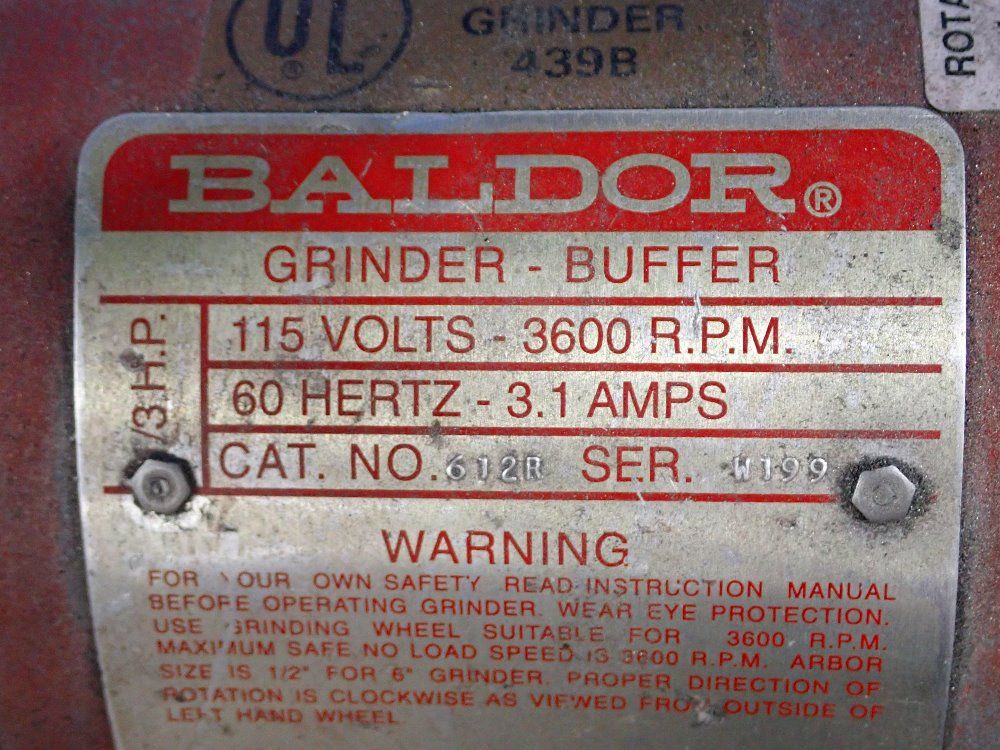 UL ®
GRINDER
439B
ROTA
BALDOR®
GRINDER - BUFFER
/3 H.P.
115 VOLTS - 3600 R.P.M.
60 HERTZ - 3.1 AMPS
CAT. NO. 612R SER. W199
WARNING
FOR YOUR OWN SAFETY READ INSTRUCTION MANUAL
BEFORE OPERATING GRINDER. WEAR EYE PROTECTION.
USE GRINDING WHEEL SUITABLE FOR 3600 R.P.M.
MAXIMUM SAFE NO LOAD SPEED IS 3600 R.P.M. ARBOR
SIZE IS 1/2" FOR 6" GRINDER. PROPER DIRECTION OF
ROTATION IS CLOCKWISE AS VIEWED FROM OUTSIDE OF
LEFT HAND WHEEL